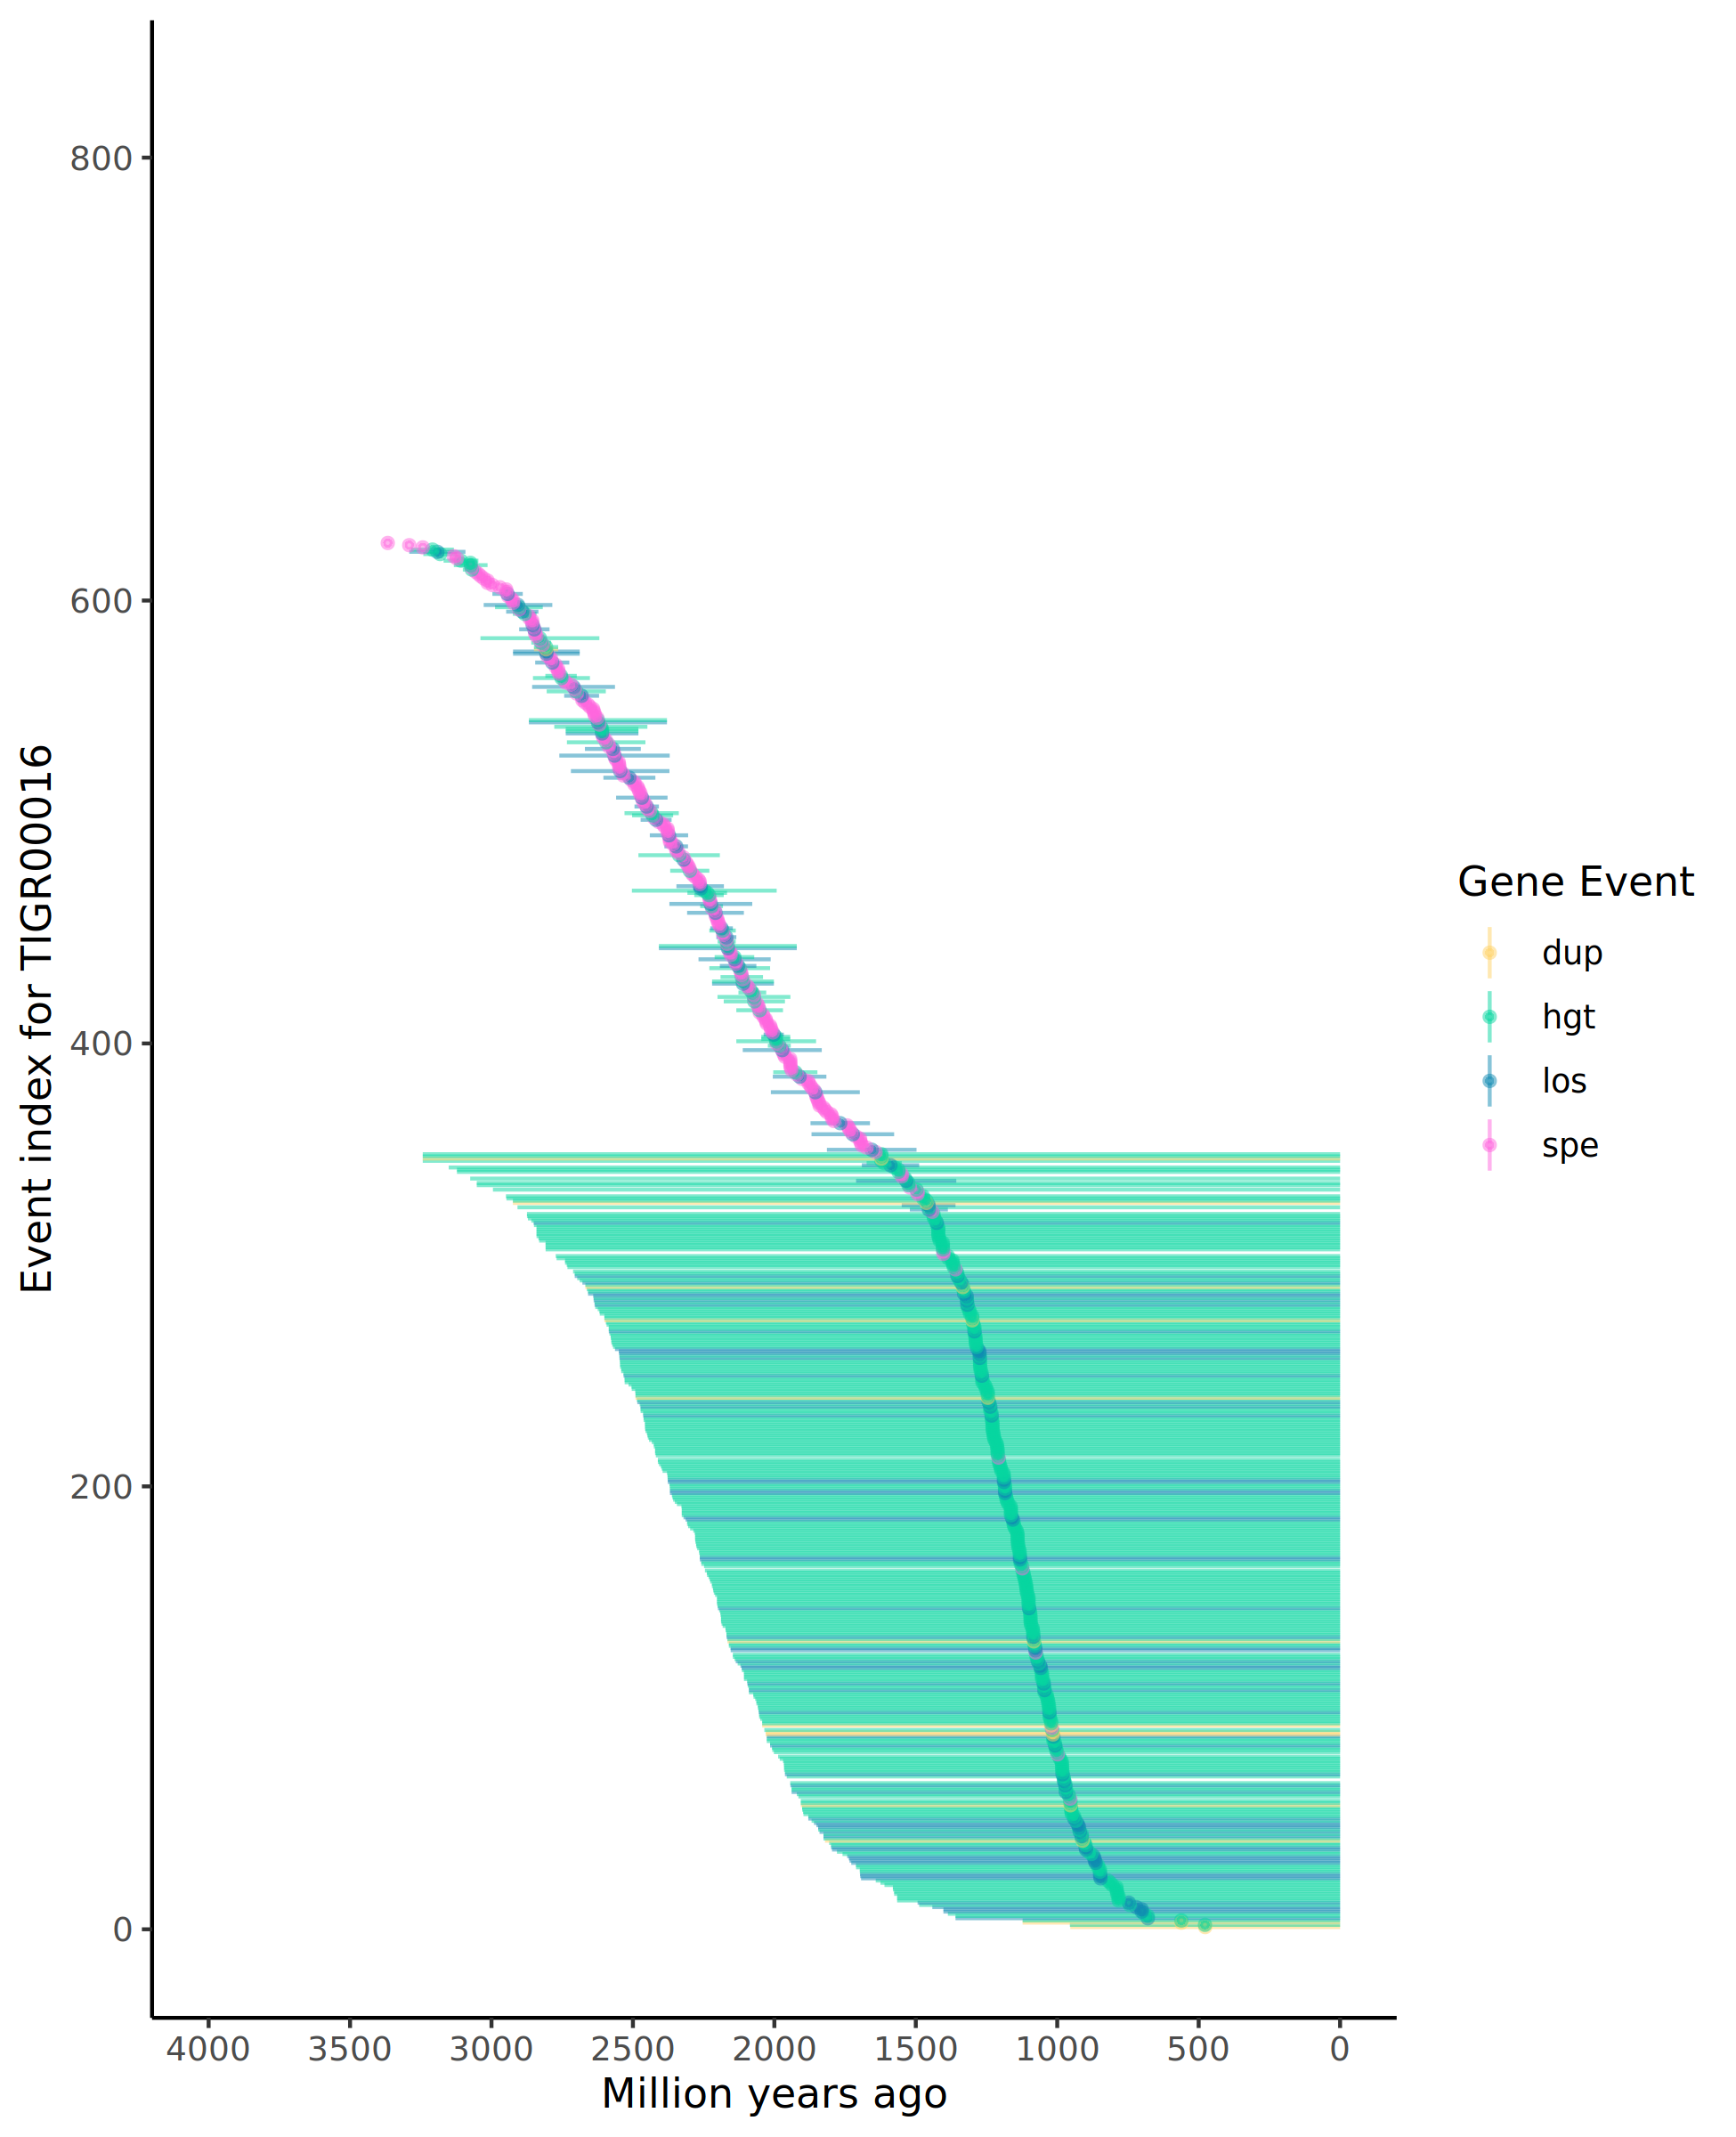 Event index for TIGR00016
800
600
400
200
0
4000 3500 3000 2500 2000 1500 1000 500 0
Million years ago
Gene Event
dup
hgt
los
spe